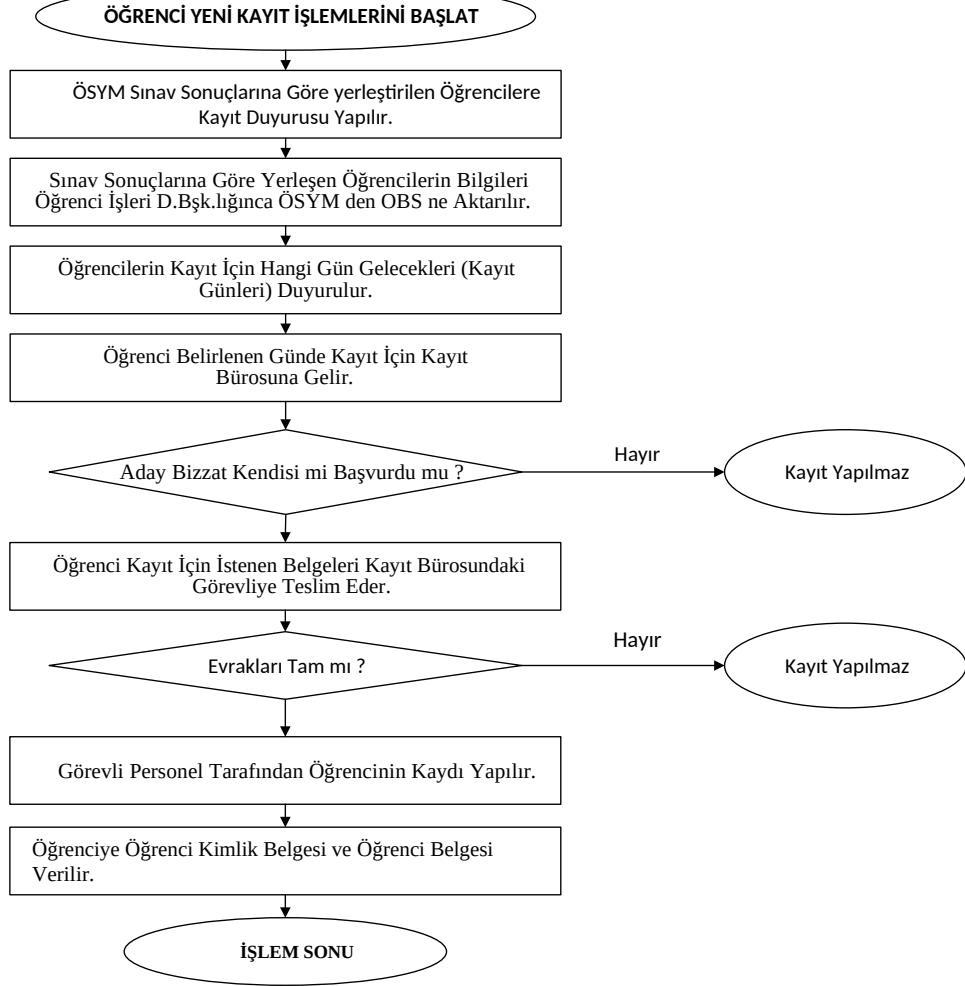 ÖĞRENCİ YENİ KAYIT İŞLEMLERİNİ BAŞLAT
ÖSYM Sınav Sonuçlarına Göre yerleştirilen Öğrencilere
Kayıt Duyurusu Yapılır.
Sınav Sonuçlarına Göre Yerleşen Öğrencilerin Bilgileri
Öğrenci İşleri D.Bşk.lığınca ÖSYM den OBS ne Aktarılır.
Öğrencilerin Kayıt İçin Hangi Gün Gelecekleri (Kayıt
Günleri) Duyurulur.
Öğrenci Belirlenen Günde Kayıt İçin Kayıt
Bürosuna Gelir.
Aday Bizzat Kendisi mi Başvurdu mu ?
Hayır
Kayıt Yapılmaz
Öğrenci Kayıt İçin İstenen Belgeleri Kayıt Bürosundaki
Görevliye Teslim Eder.
Evrakları Tam mı ?
Hayır
Kayıt Yapılmaz
Görevli Personel Tarafından Öğrencinin Kaydı Yapılır.
Öğrenciye Öğrenci Kimlik Belgesi ve Öğrenci Belgesi
Verilir.
İŞLEM SONU